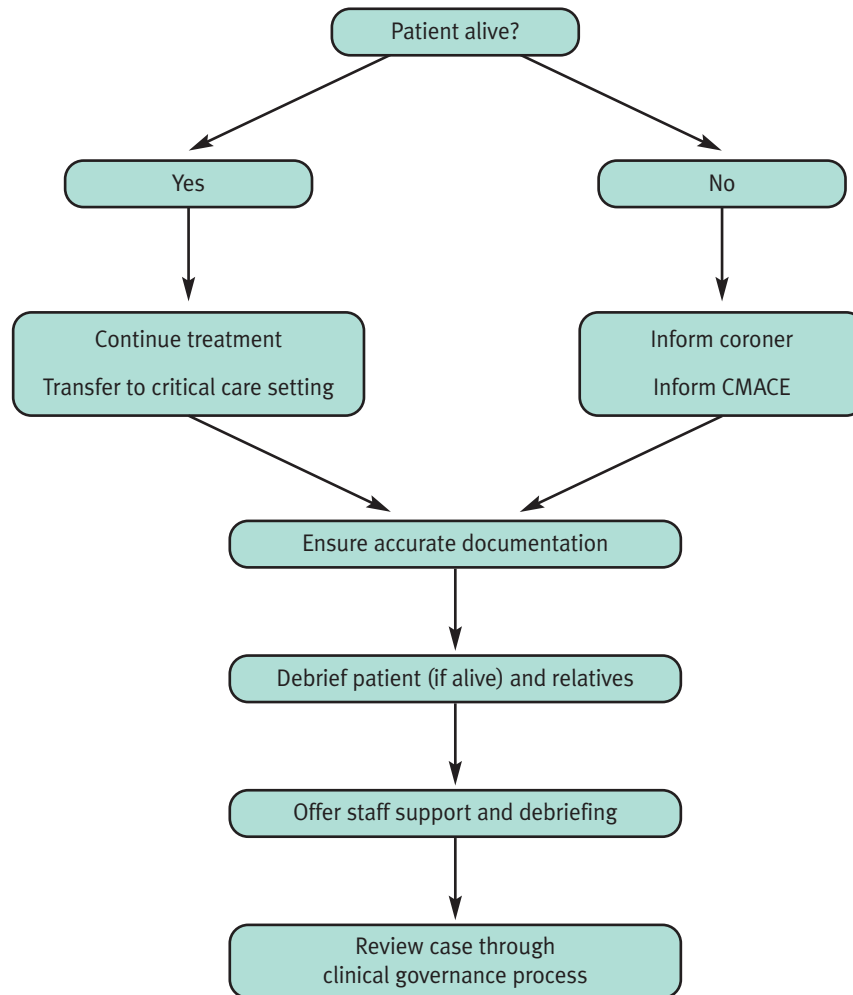 Patient alive?
Yes
No
Continue treatment
Transfer to critical care setting
Inform coroner
Inform CMACE
Ensure accurate documentation
Debrief patient (if alive) and relatives
Offer staff support and debriefing
Review case through
clinical governance process